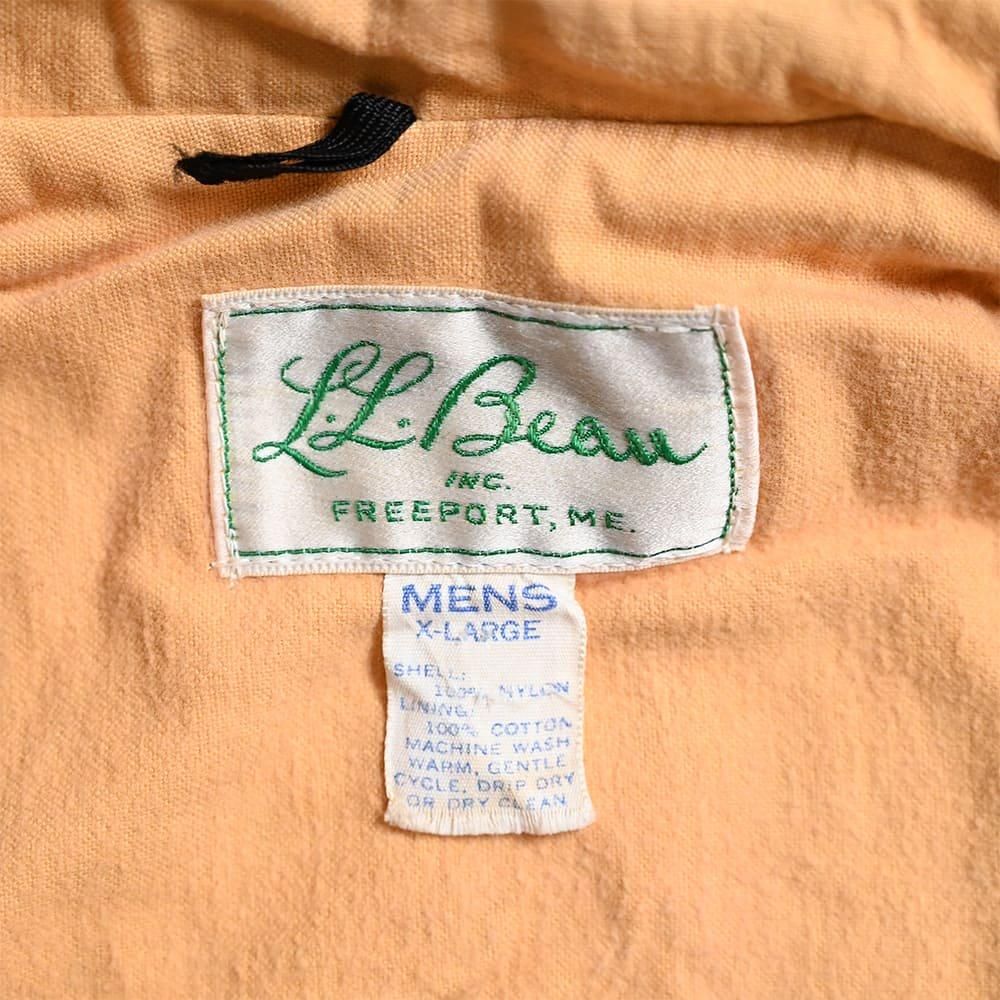 L.L.Bean
INC.
FREEPORT, ME.
MENS
X-LARGE
SHELL:
100% NYLON
LINING:
100% COTTON
MACHINE WASH
WARM, GENTLE
CYCLE, DRIP DRY
OR DRY CLEAN